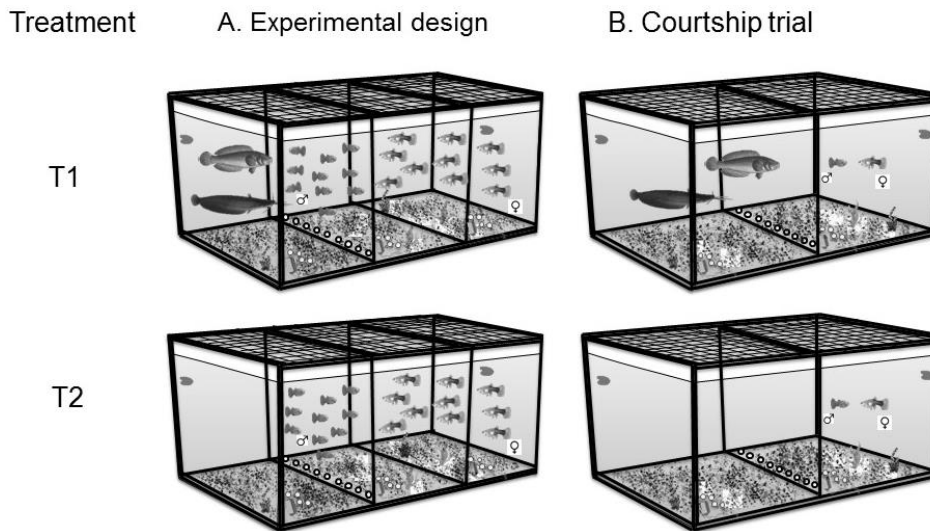 Treatment A. Experimental design B. Courtship trial
T1
♂ ♀ ♂ ♀
T2
♂ ♀ ♂ ♀